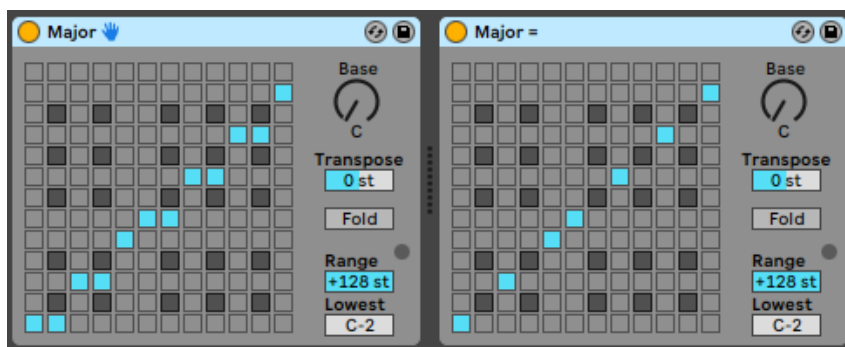 Major
Base
C
Transpose
0 st
Fold
Range
+128 st
Lowest
C-2
Major =
Base
C
Transpose
0 st
Fold
Range
+128 st
Lowest
C-2